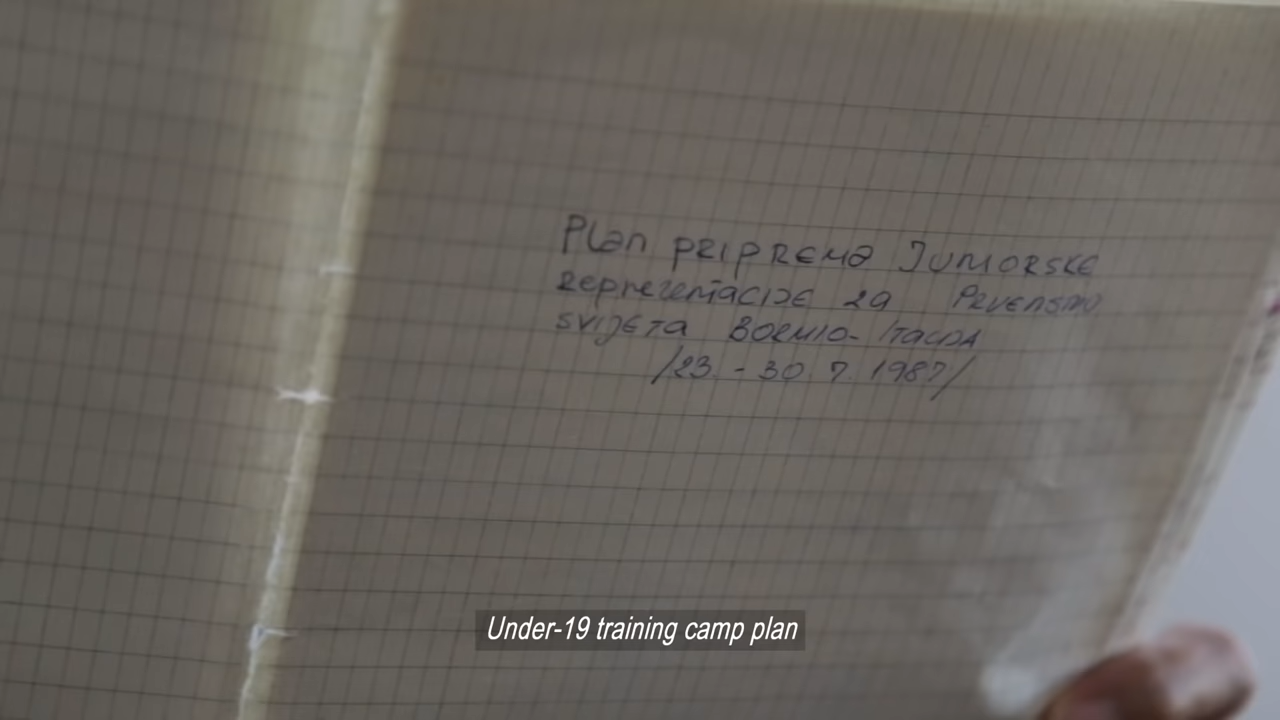 Plan priprema Juniorske
reprezentacije za Prvenstvo
svijeta Bormio-Italija
/23. - 30. 7. 1987/
Under-19 training camp plan